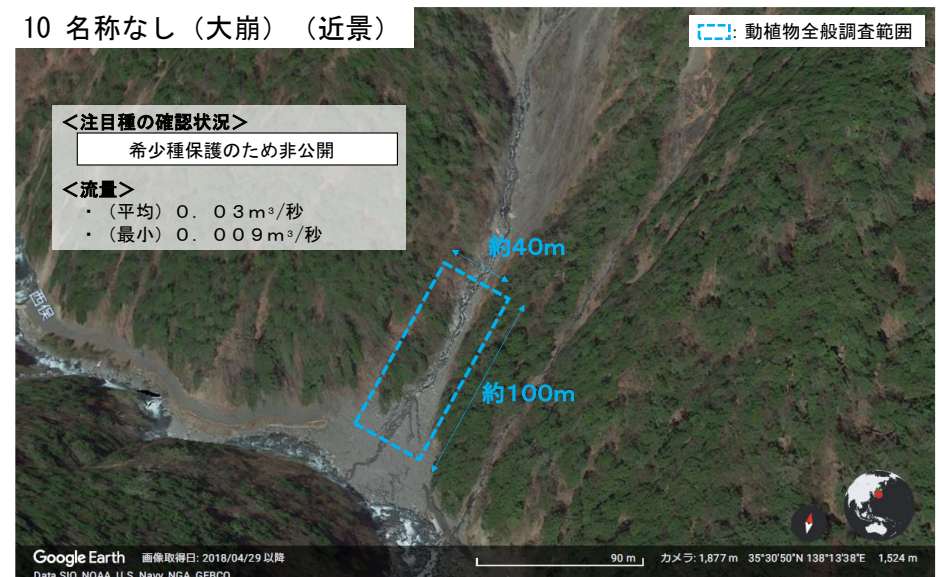 10 名称なし（大崩）（近景）
: 動植物全般調査範囲
＜注目種の確認状況＞
希少種保護のため非公開
＜流量＞
・（平均）０．０３m³/秒
・（最小）０．００９m³/秒
約40m
西俣
約100m
Google Earth 画像取得日: 2018/04/29 以降
90 m
カメラ: 1,877 m 35°30'50"N 138°13'38"E 1,524 m
Data SIO, NOAA, U.S. Navy, NGA, GEBCO